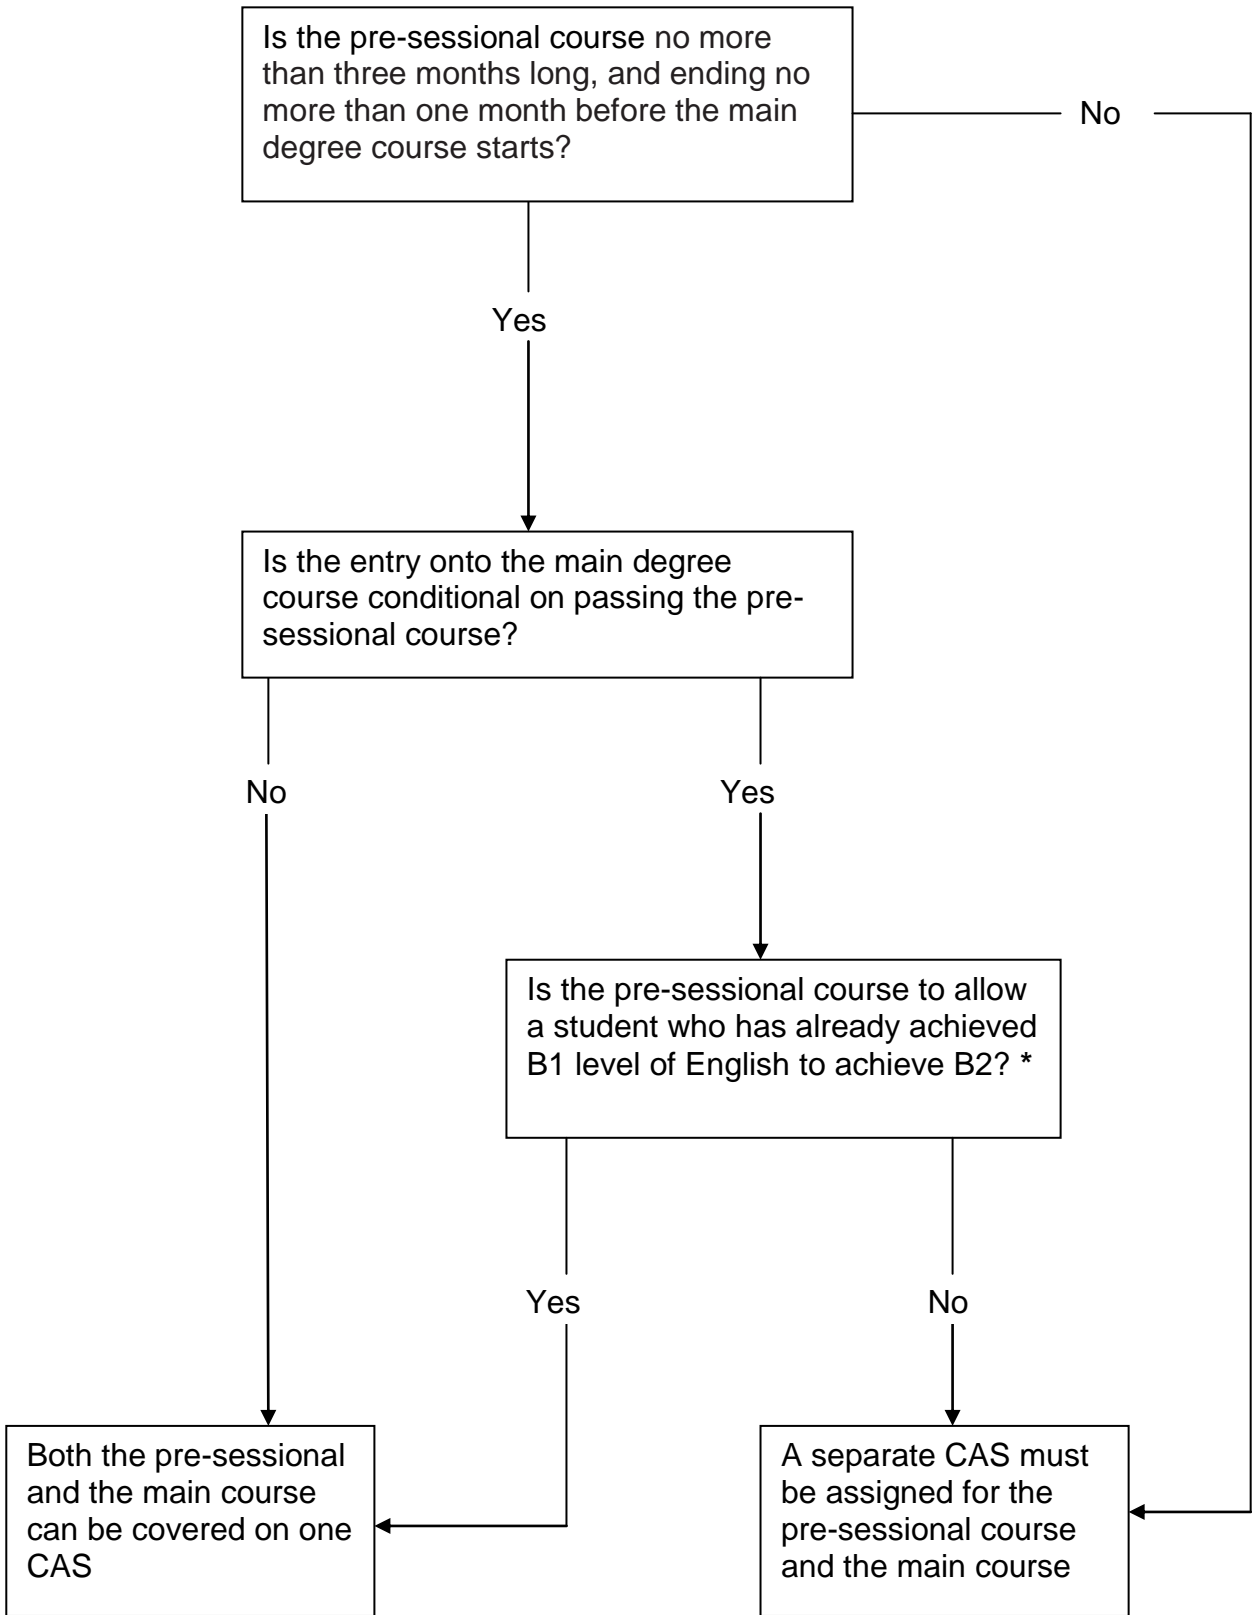 Is the pre-sessional course no more
than three months long, and ending no
more than one month before the main
degree course starts?
No
Yes
Is the entry onto the main degree
course conditional on passing the pre-
sessional course?
No
Yes
Is the pre-sessional course to allow
a student who has already achieved
B1 level of English to achieve B2? *
Yes
No
Both the pre-sessional
and the main course
can be covered on one
CAS
A separate CAS must
be assigned for the
pre-sessional course
and the main course